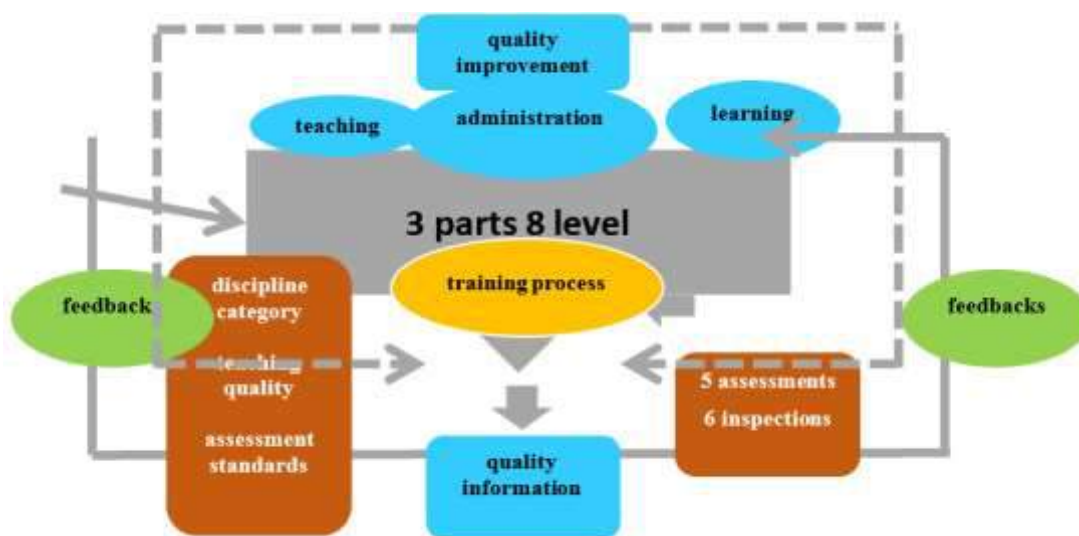 quality
improvement
teaching
administration
learning
3 parts 8 level
training process
feedback
discipline
category
teaching
quality
assessment
standards
5 assessments
6 inspections
feedbacks
quality
information